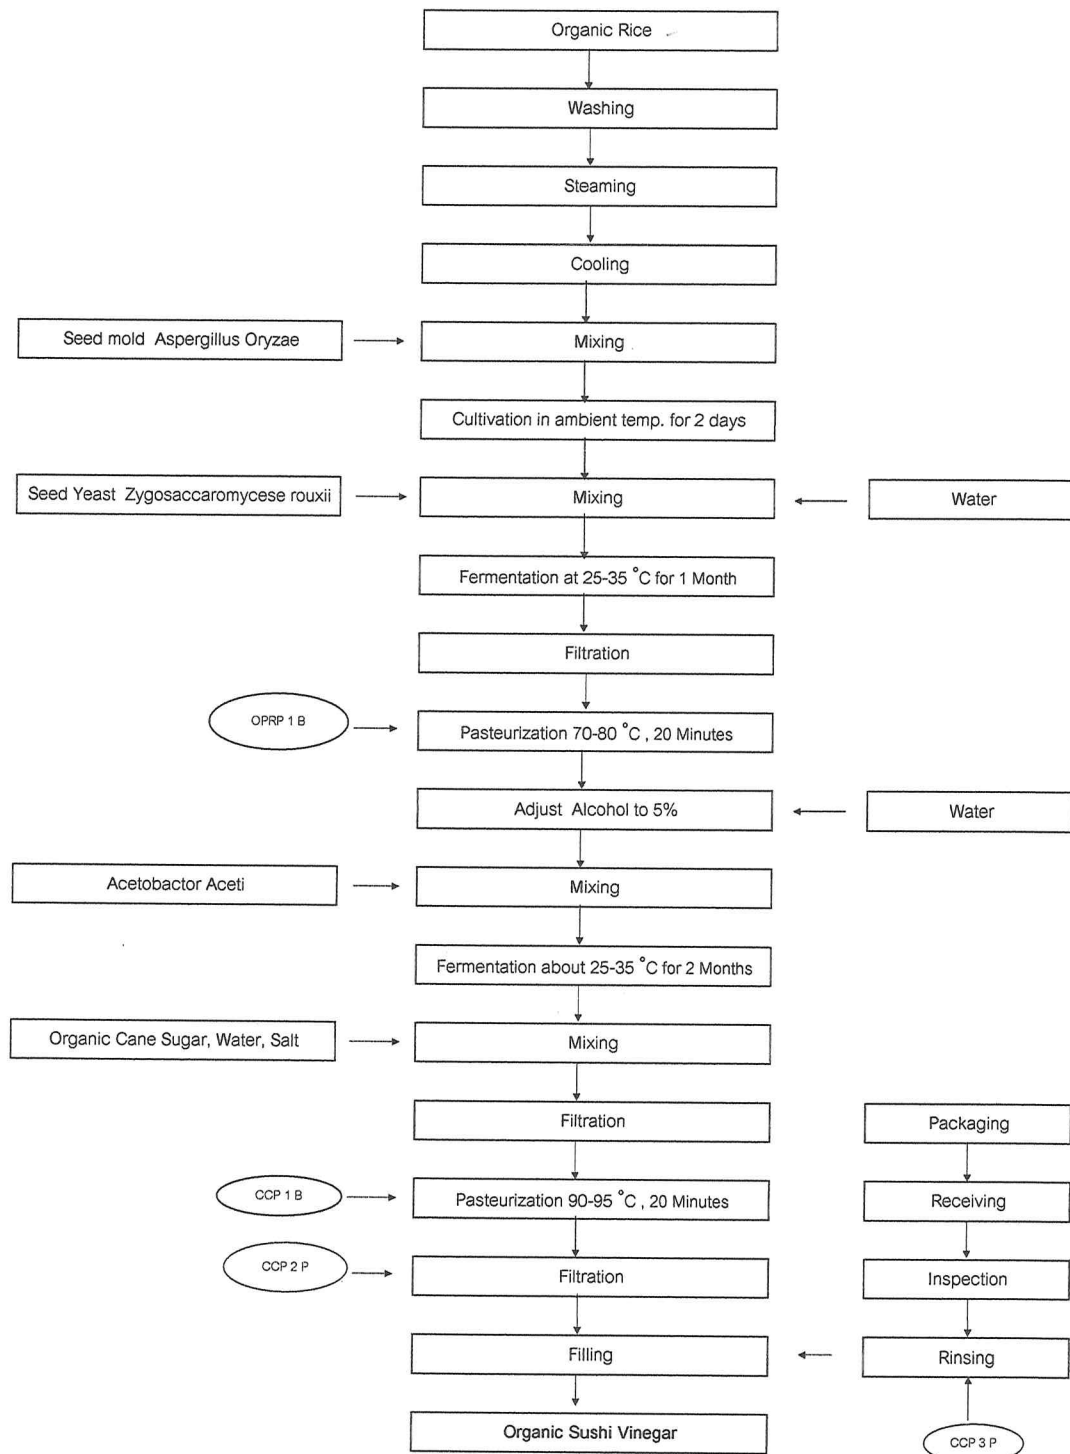 Organic Rice
Washing
Steaming
Cooling
Seed mold Aspergillus Oryzae
Mixing
Cultivation in ambient temp. for 2 days
Seed Yeast Zygosaccaromycese rouxii
Mixing
Water
Fermentation at 25-35 °C for 1 Month
Filtration
OPRP 1 B
Pasteurization 70-80 °C , 20 Minutes
Adjust Alcohol to 5%
Water
Acetobactor Aceti
Mixing
Fermentation about 25-35 °C for 2 Months
Organic Cane Sugar, Water, Salt
Mixing
Filtration
Packaging
CCP 1 B
Pasteurization 90-95 °C , 20 Minutes
Receiving
CCP 2 P
Filtration
Inspection
Filling
Rinsing
Organic Sushi Vinegar
CCP 3 P